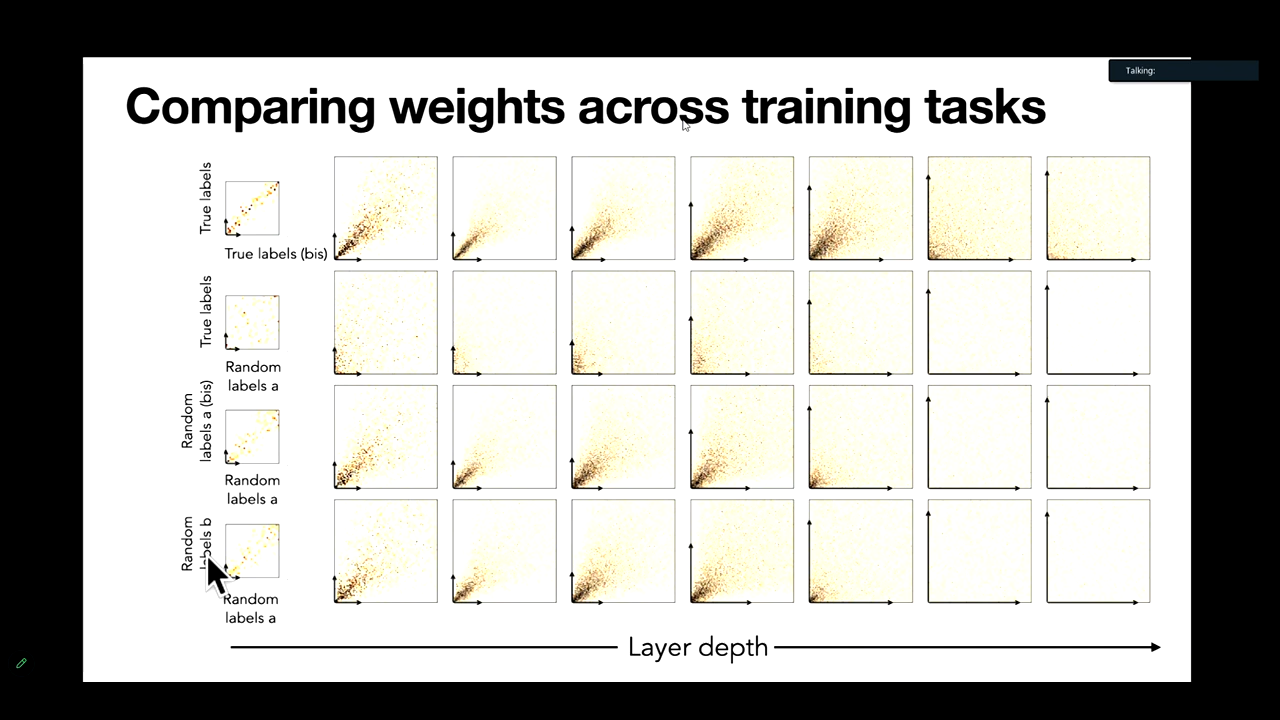 Talking:
Comparing weights across training tasks
True labels
True labels (bis)
True labels
Random
labels a
Random
labels a (bis)
Random
labels a
Random
labels b
Random
labels a
Layer depth